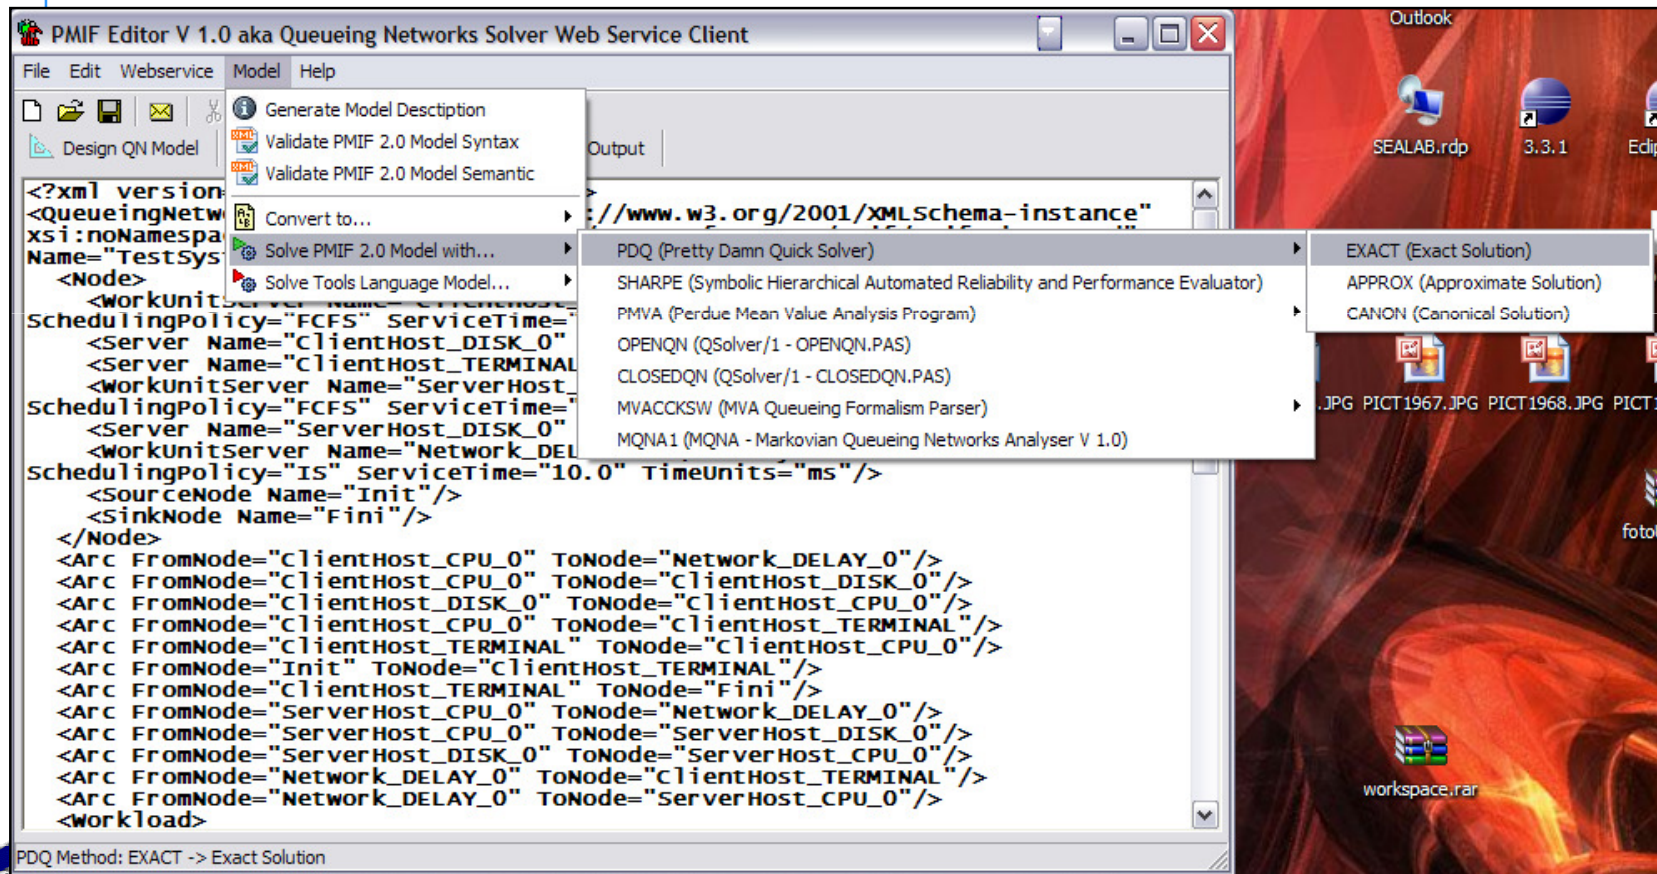 Outlook
PMIF Editor V 1.0 aka Queueing Networks Solver Web Service Client
File Edit Webservice Model Help
Generate Model Desctiption
Validate PMIF 2.0 Model Syntax
Validate PMIF 2.0 Model Semantic
Convert to...
Solve PMIF 2.0 Model with...
Solve Tools Language Model...
PDQ (Pretty Damn Quick Solver)
SHARPE (Symbolic Hierarchical Automated Reliability and Performance Evaluator)
PMVA (Perdue Mean Value Analysis Program)
OPENQN (QSolver/1 - OPENQN.PAS)
CLOSEDQN (QSolver/1 - CLOSEDQN.PAS)
MVACCKSW (MVA Queueing Formalism Parser)
MQNA1 (MQNA - Markovian Queueing Networks Analyser V 1.0)
EXACT (Exact Solution)
APPROX (Approximate Solution)
CANON (Canonical Solution)
Design QN Model
Output
<?xml version
<QueueingNetw ://www.w3.org/2001/XMLSchema-instance"
xsi:noNamespa
Name="TestSys
<Node>
<WorkUnitServer
SchedulingPolicy="FCFS" ServiceTime="
<Server Name="ClientHost_DISK_0"
<Server Name="ClientHost_TERMINAL
<WorkUnitServer Name="ServerHost_
SchedulingPolicy="FCFS" ServiceTime="
<Server Name="ServerHost_DISK_0"
<WorkUnitServer Name="Network_DEL
SchedulingPolicy="IS" ServiceTime="10.0" TimeUnits="ms"/>
<SourceNode Name="Init"/>
<SinkNode Name="Fini"/>
</Node>
<Arc FromNode="ClientHost_CPU_0" ToNode="Network_DELAY_0"/>
<Arc FromNode="ClientHost_CPU_0" ToNode="ClientHost_DISK_0"/>
<Arc FromNode="ClientHost_DISK_0" ToNode="ClientHost_CPU_0"/>
<Arc FromNode="ClientHost_CPU_0" ToNode="ClientHost_TERMINAL"/>
<Arc FromNode="ClientHost_TERMINAL" ToNode="ClientHost_CPU_0"/>
<Arc FromNode="Init" ToNode="ClientHost_TERMINAL"/>
<Arc FromNode="ClientHost_TERMINAL" ToNode="Fini"/>
<Arc FromNode="ServerHost_CPU_0" ToNode="Network_DELAY_0"/>
<Arc FromNode="ServerHost_CPU_0" ToNode="ServerHost_DISK_0"/>
<Arc FromNode="ServerHost_DISK_0" ToNode="ServerHost_CPU_0"/>
<Arc FromNode="Network_DELAY_0" ToNode="ClientHost_TERMINAL"/>
<Arc FromNode="Network_DELAY_0" ToNode="ServerHost_CPU_0"/>
<Workload>
PDQ Method: EXACT -> Exact Solution
SEALAB.rdp 3.3.1 Eclip
.JPG PICT1967.JPG PICT1968.JPG PICT1
foto
workspace.rar